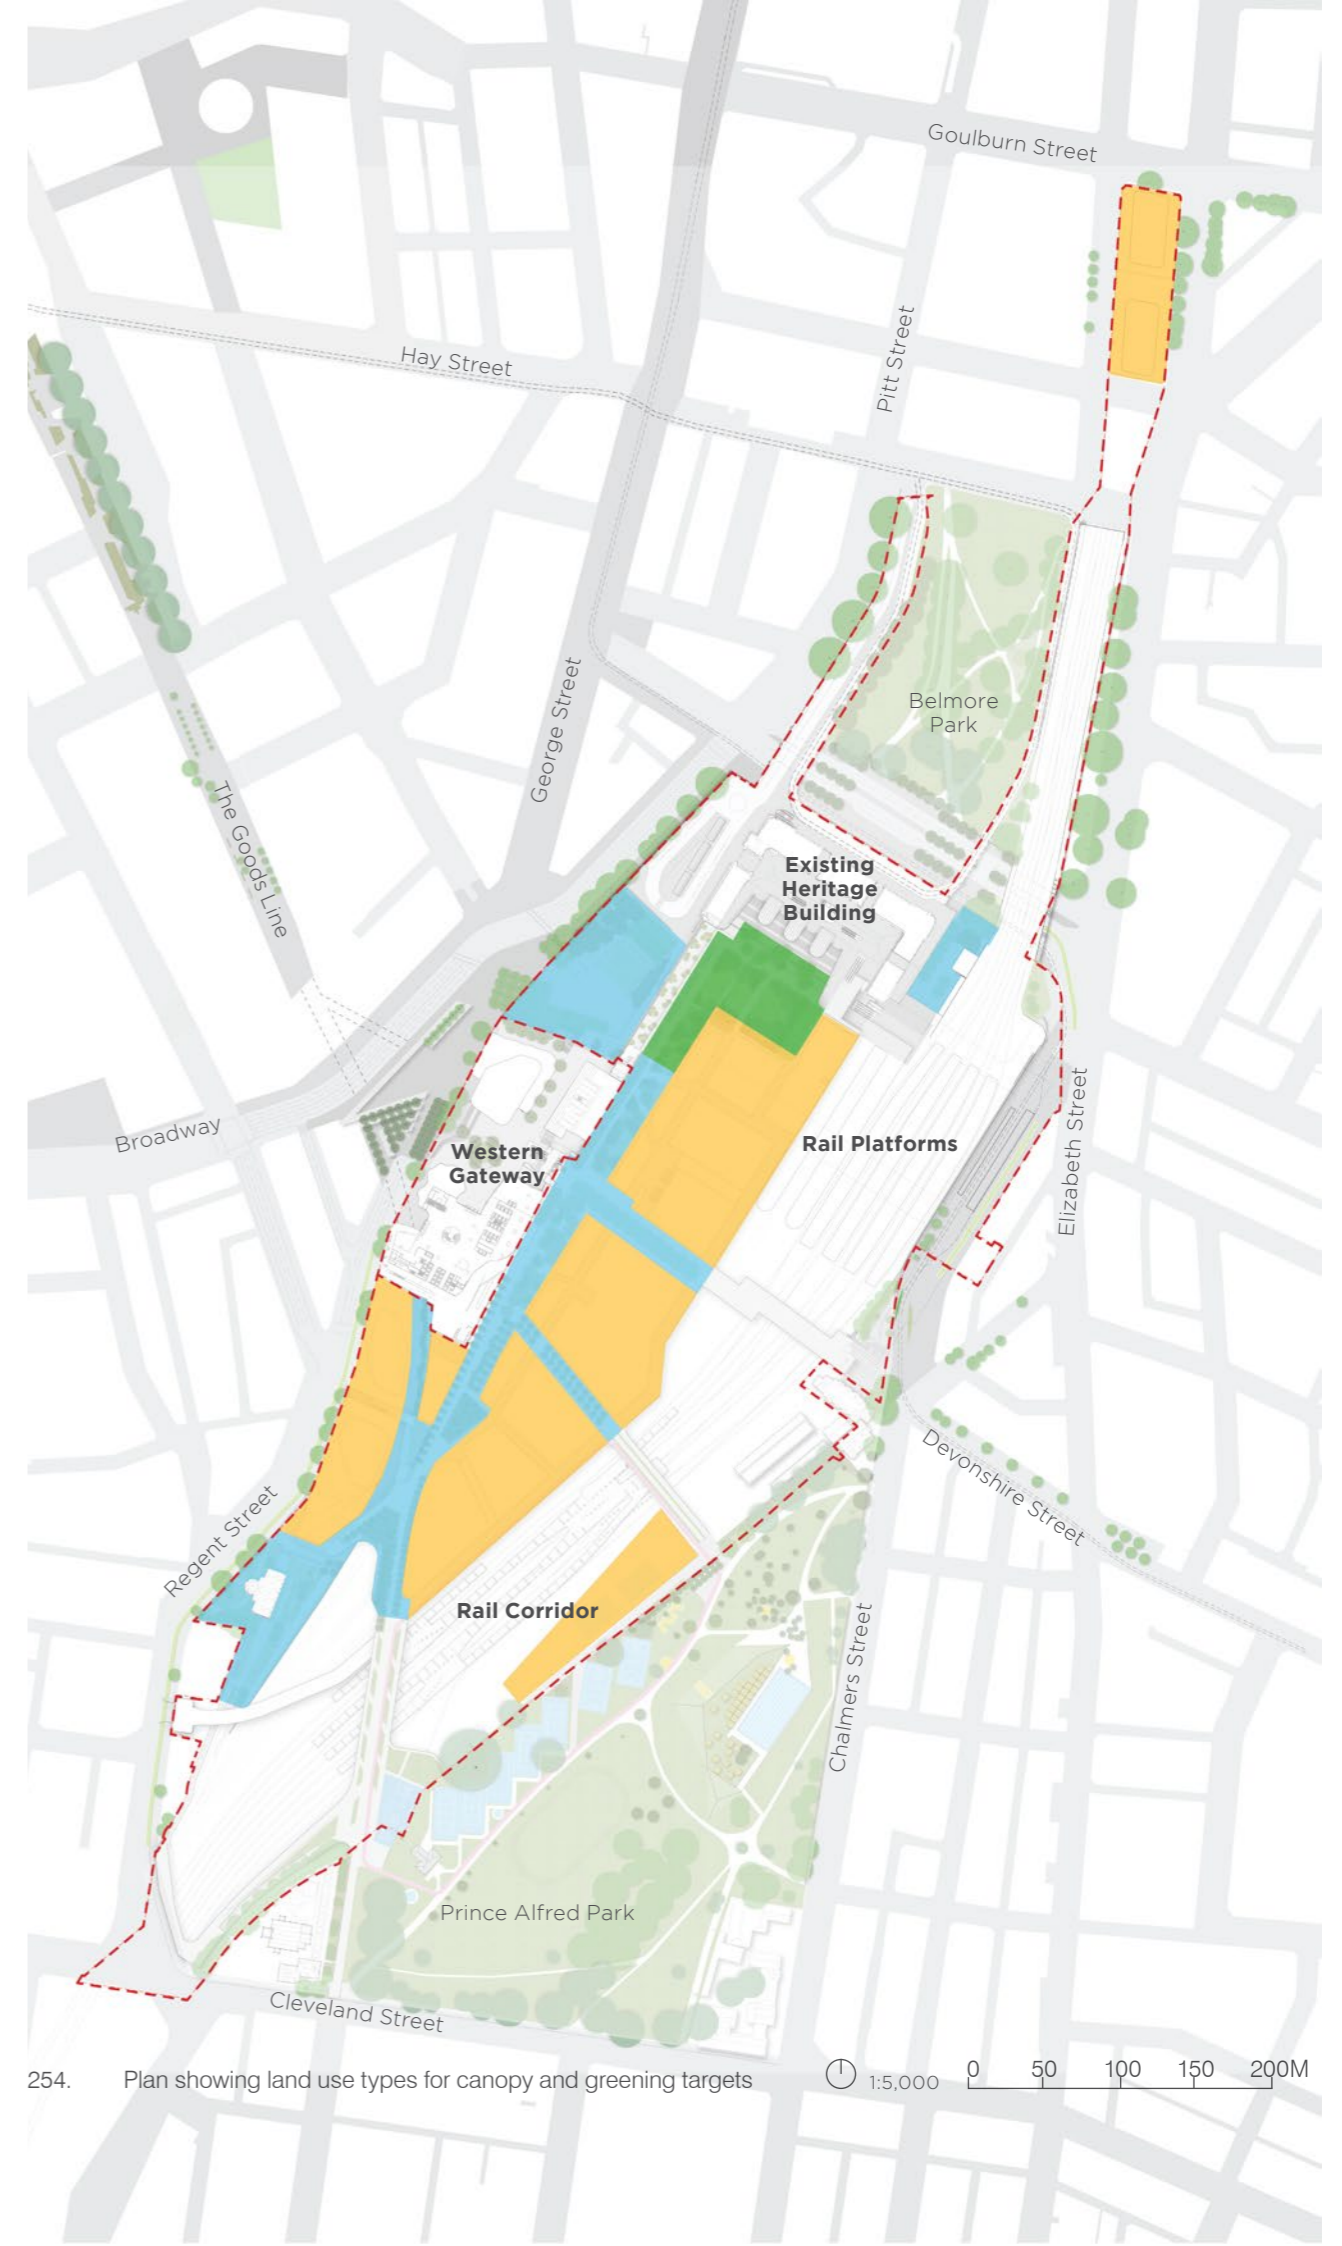 Goulburn Street
Pitt Street
Hay Street
Belmore
Park
George Street
The Goods Line
Existing
Heritage
Building
Broadway
Western
Gateway
Rail Platforms
Elizabeth Street
Devonshire Street
Regent Street
Rail Corridor
Chalmers Street
Prince Alfred Park
Cleveland Street
254. Plan showing land use types for canopy and greening targets
1:5,000
0 50 100 150 200M